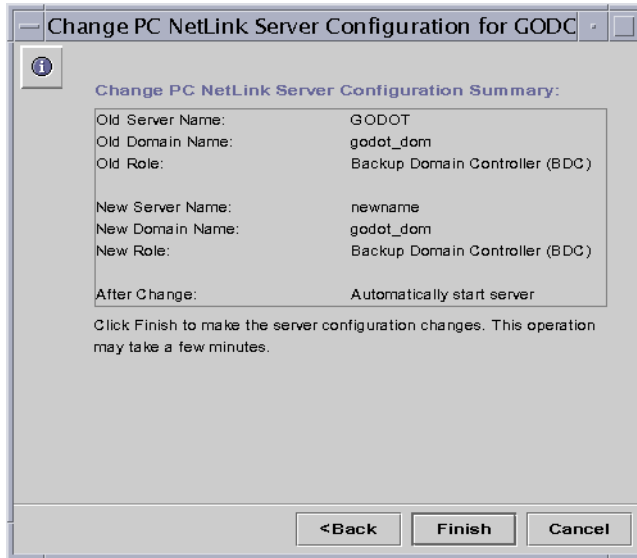 Change PC NetLink Server Configuration for GODC
Change PC NetLink Server Configuration Summary:
Old Server Name: GODOT
Old Domain Name: godot_dom
Old Role: Backup Domain Controller (BDC)
New Server Name: newname
New Domain Name: godot_dom
New Role: Backup Domain Controller (BDC)
After Change: Automatically start server
Click Finish to make the server configuration changes. This operation
may take a few minutes.
<Back Finish Cancel